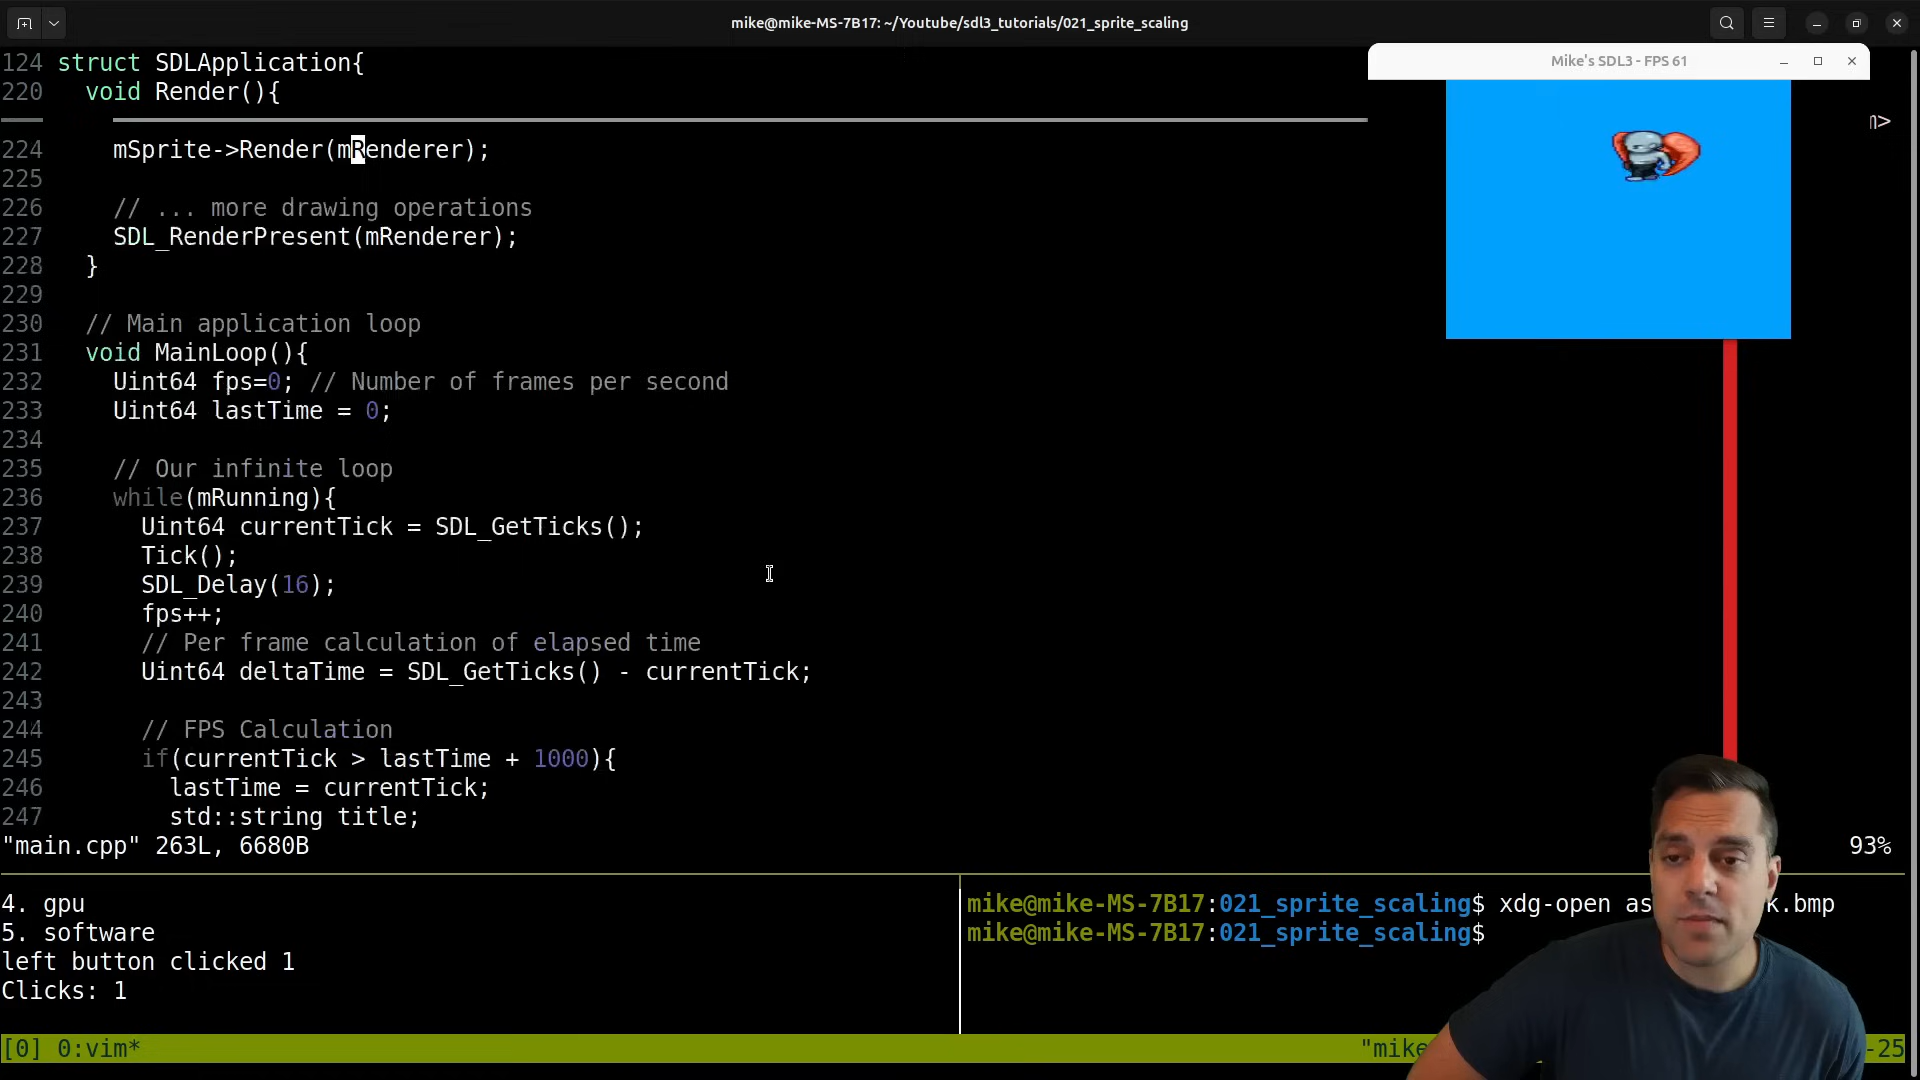 mike@mike-MS-7B17: ~/Youtube/sdl3_tutorials/021_sprite_scaling
Mike's SDL3 - FPS 61
124 struct SDLApplication{
220   void Render(){
224     mSprite->Render(mRenderer);
225
226     // ... more drawing operations
227     SDL_RenderPresent(mRenderer);
228   }
229
230   // Main application loop
231   void MainLoop(){
232     Uint64 fps=0; // Number of frames per second
233     Uint64 lastTime = 0;
234
235     // Our infinite loop
236     while(mRunning){
237       Uint64 currentTick = SDL_GetTicks();
238       Tick();
239       SDL_Delay(16);
240       fps++;
241       // Per frame calculation of elapsed time
242       Uint64 deltaTime = SDL_GetTicks() - currentTick;
243
244       // FPS Calculation
245       if(currentTick > lastTime + 1000){
246         lastTime = currentTick;
247         std::string title;
"main.cpp" 263L, 6680B 93%
4. gpu
5. software
left button clicked 1
Clicks: 1
mike@mike-MS-7B17:021_sprite_scaling$ xdg-open as k.bmp
mike@mike-MS-7B17:021_sprite_scaling$
[0] 0:vim* "mike -25